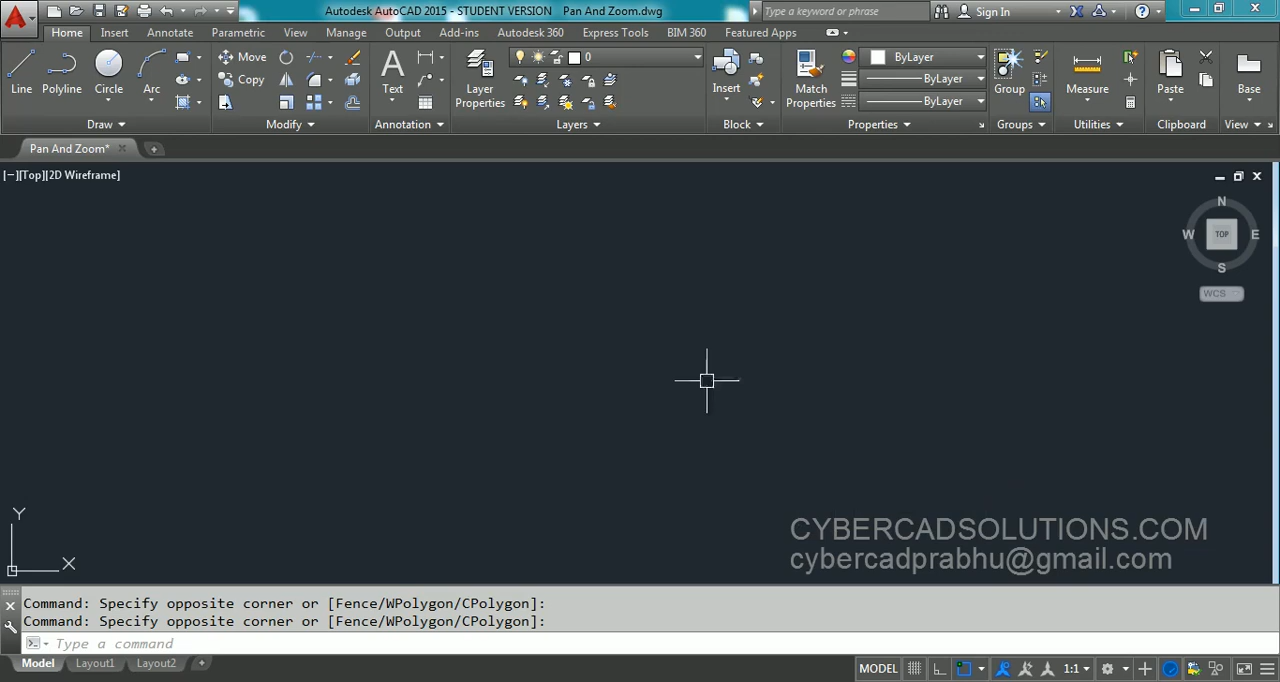 Autodesk AutoCAD 2015 - STUDENT VERSION Pan And Zoom.dwg
Type a keyword or phrase
Sign In
Home Insert Annotate Parametric View Manage Output Add-ins Autodesk 360 Express Tools BIM 360 Featured Apps
Move
Copy
Line Polyline Circle Arc
Text
Layer
Properties
0
Insert
Match
Properties
ByLayer
ByLayer
ByLayer
Group
Measure
Paste
Base
Draw Modify Annotation Layers Block Properties Groups Utilities Clipboard View
Pan And Zoom*
[−][Top][2D Wireframe]
N
W TOP E
S
WCS
Y
X
CYBERCADSOLUTIONS.COM
cybercadprabhu@gmail.com
Command: Specify opposite corner or [Fence/WPolygon/CPolygon]:
Command: Specify opposite corner or [Fence/WPolygon/CPolygon]:
Type a command
Model Layout1 Layout2
MODEL 1:1